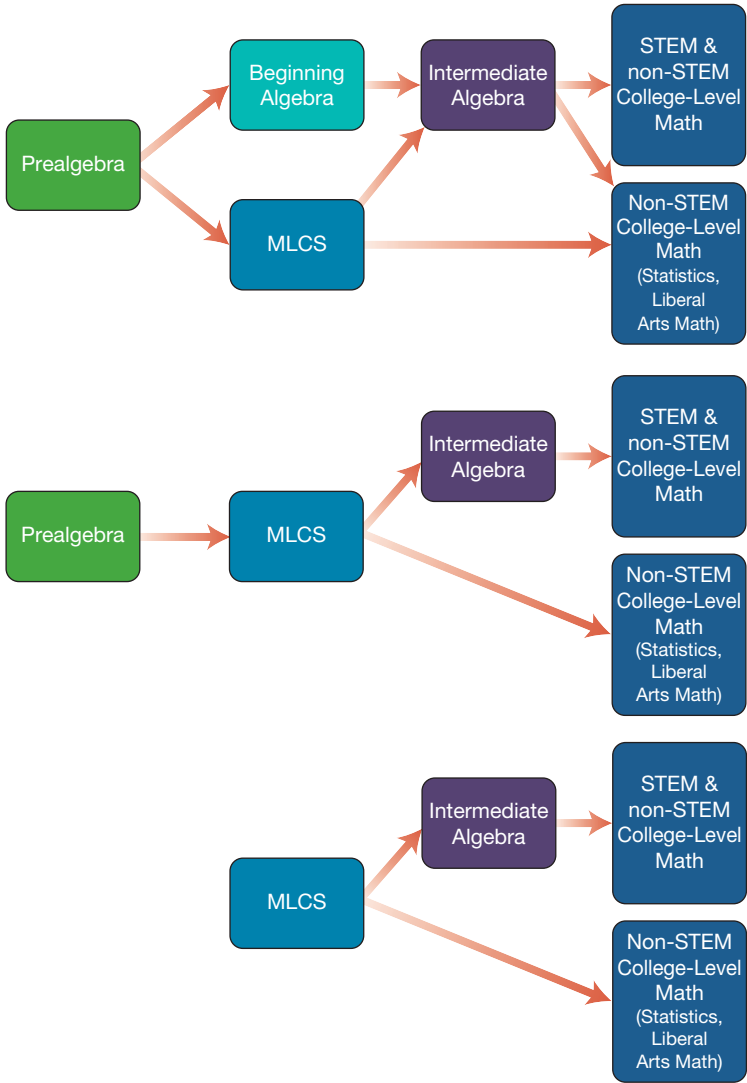 Prealgebra
Beginning
Algebra
Intermediate
Algebra
STEM &
non-STEM
College-Level
Math
MLCS
Non-STEM
College-Level
Math
(Statistics,
Liberal
Arts Math)
Prealgebra
MLCS
Intermediate
Algebra
STEM &
non-STEM
College-Level
Math
Non-STEM
College-Level
Math
(Statistics,
Liberal
Arts Math)
MLCS
Intermediate
Algebra
STEM &
non-STEM
College-Level
Math
Non-STEM
College-Level
Math
(Statistics,
Liberal
Arts Math)